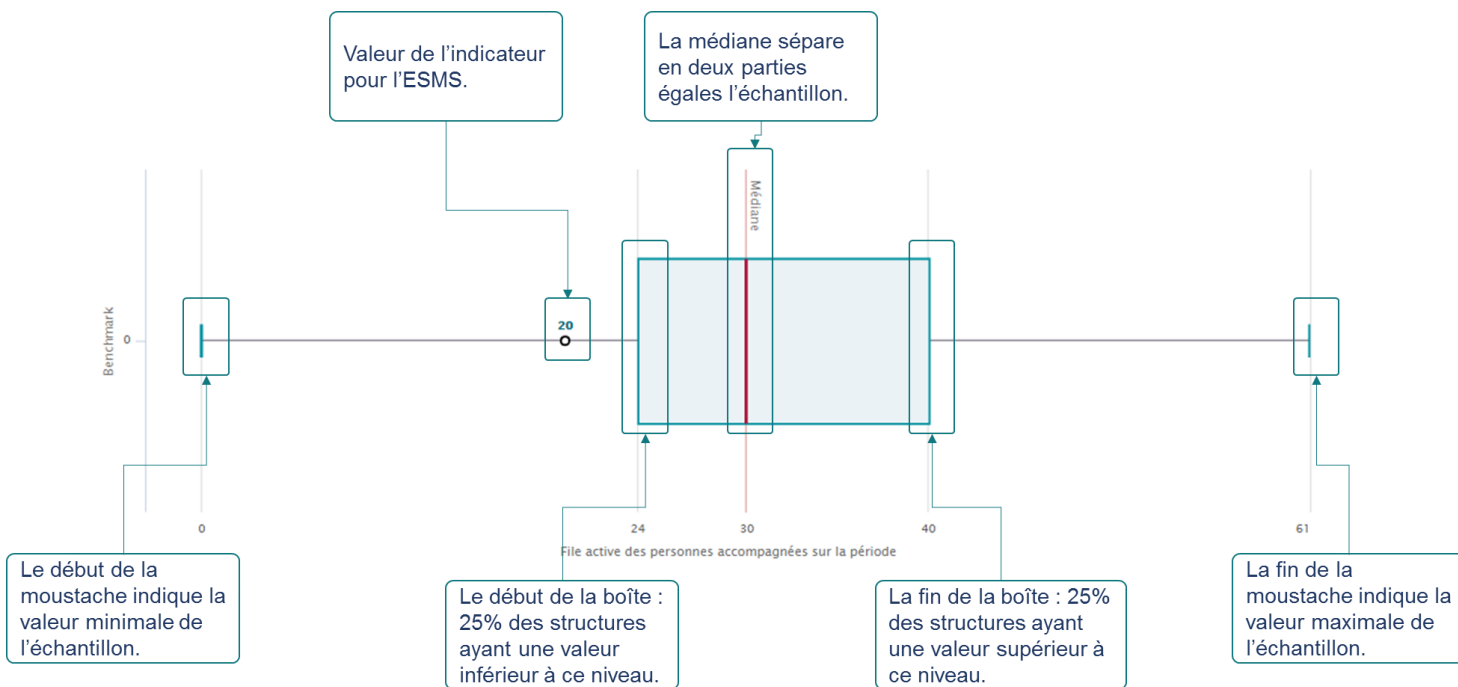 Valeur de l’indicateur
pour l’ESMS.
La médiane sépare
en deux parties
égales l’échantillon.
Médiane
20
Benchmark
0
0
24
30
40
61
File active des personnes accompagnées sur la période
Le début de la
moustache indique la
valeur minimale de
l’échantillon.
Le début de la boîte :
25% des structures
ayant une valeur
inférieur à ce niveau.
La fin de la boîte : 25%
des structures ayant
une valeur supérieur à
ce niveau.
La fin de la
moustache indique la
valeur maximale de
l’échantillon.